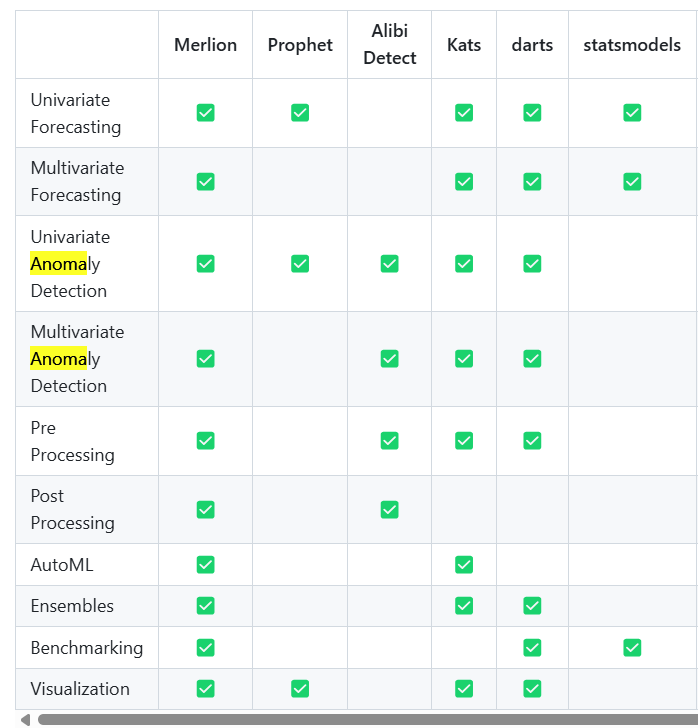 Merlion Prophet Alibi Detect Kats darts statsmodels
Univariate Forecasting ✅ ✅ ✅ ✅ ✅
Multivariate Forecasting ✅ ✅ ✅ ✅
Univariate Anomaly Detection ✅ ✅ ✅ ✅ ✅
Multivariate Anomaly Detection ✅ ✅ ✅ ✅
Pre Processing ✅ ✅ ✅ ✅
Post Processing ✅ ✅
AutoML ✅ ✅
Ensembles ✅ ✅ ✅
Benchmarking ✅ ✅ ✅
Visualization ✅ ✅ ✅ ✅